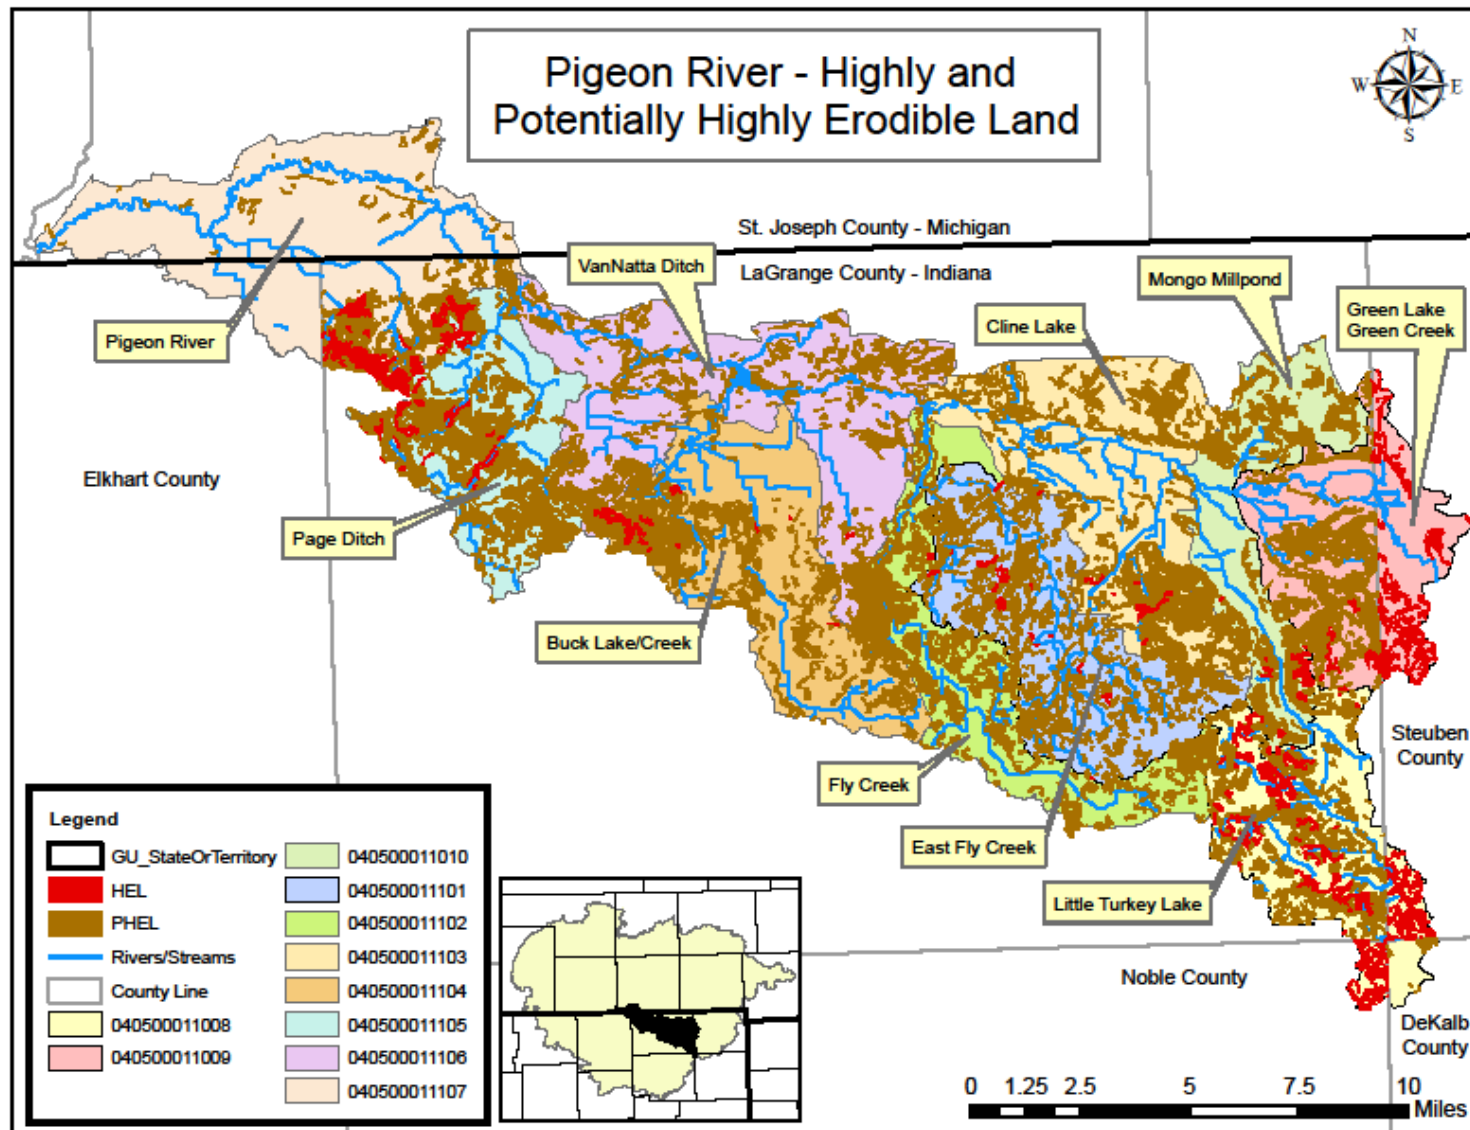 Pigeon River - Highly and
Potentially Highly Erodible Land
N
W
E
S
St. Joseph County - Michigan
LaGrange County - Indiana
VanNatta Ditch
Mongo Millpond
Green Lake
Green Creek
Cline Lake
Pigeon River
Elkhart County
Page Ditch
Buck Lake/Creek
Fly Creek
East Fly Creek
Little Turkey Lake
Steuben
County
Noble County
DeKalb
County
Legend
GU_StateOrTerritory
HEL
PHEL
Rivers/Streams
County Line
040500011008
040500011009
040500011010
040500011101
040500011102
040500011103
040500011104
040500011105
040500011106
040500011107
0 1.25 2.5 5 7.5 10
Miles